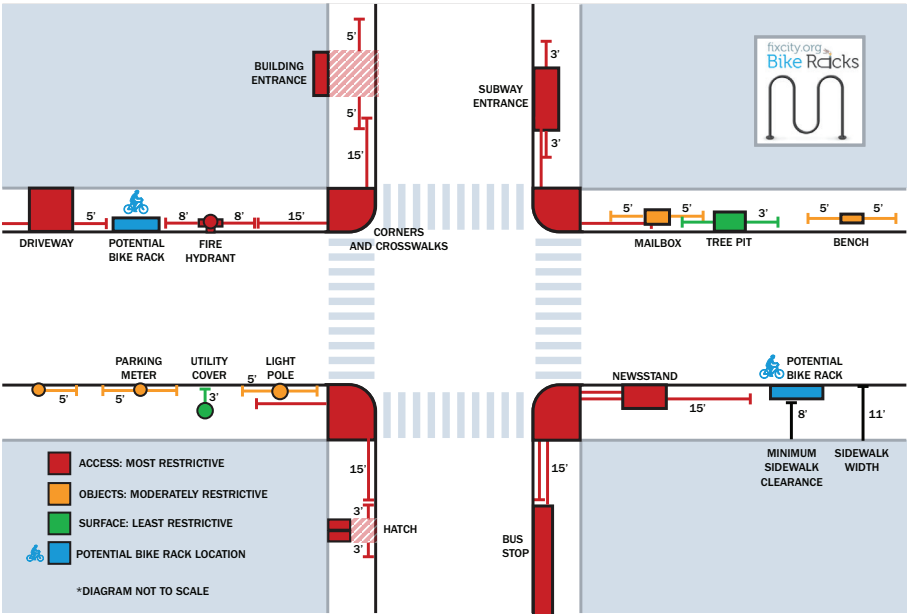 5'
BUILDING
ENTRANCE
5'
15'
3'
SUBWAY
ENTRANCE
3'
fixcity.org
Bike Racks
5'
8'
8'
15'
DRIVEWAY
POTENTIAL
BIKE RACK
FIRE
HYDRANT
CORNERS
AND CROSSWALKS
5'
5'
3'
5'
5'
MAILBOX
TREE PIT
BENCH
PARKING
METER
UTILITY
COVER
LIGHT
POLE
5'
5'
3'
5'
NEWSSTAND
15'
POTENTIAL
BIKE RACK
8'
11'
MINIMUM
SIDEWALK
CLEARANCE
SIDEWALK
WIDTH
15'
3'
HATCH
3'
15'
BUS
STOP
ACCESS: MOST RESTRICTIVE
OBJECTS: MODERATELY RESTRICTIVE
SURFACE: LEAST RESTRICTIVE
POTENTIAL BIKE RACK LOCATION
*DIAGRAM NOT TO SCALE